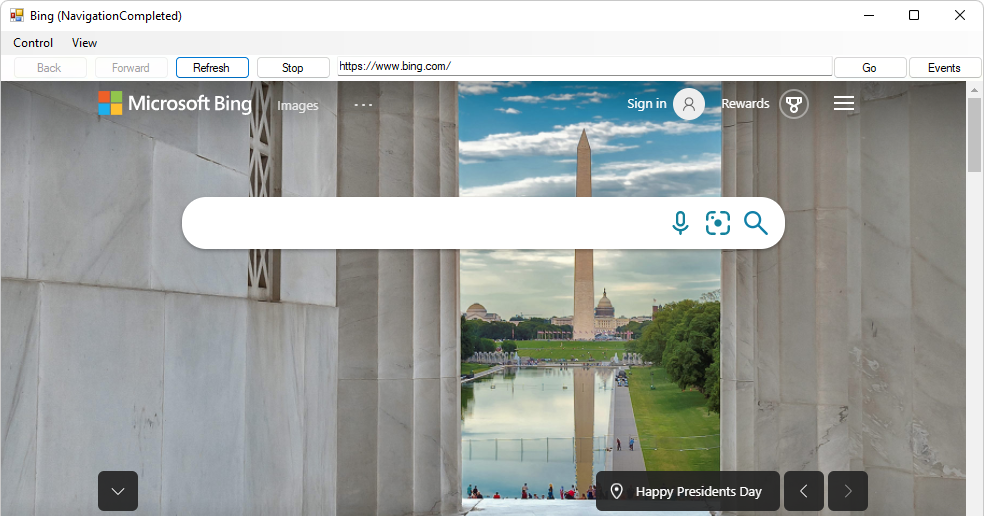 Bing (NavigationCompleted)
Control View
Back Forward Refresh Stop https://www.bing.com/ Go Events
Microsoft Bing Images ... Sign in Rewards
Happy Presidents Day